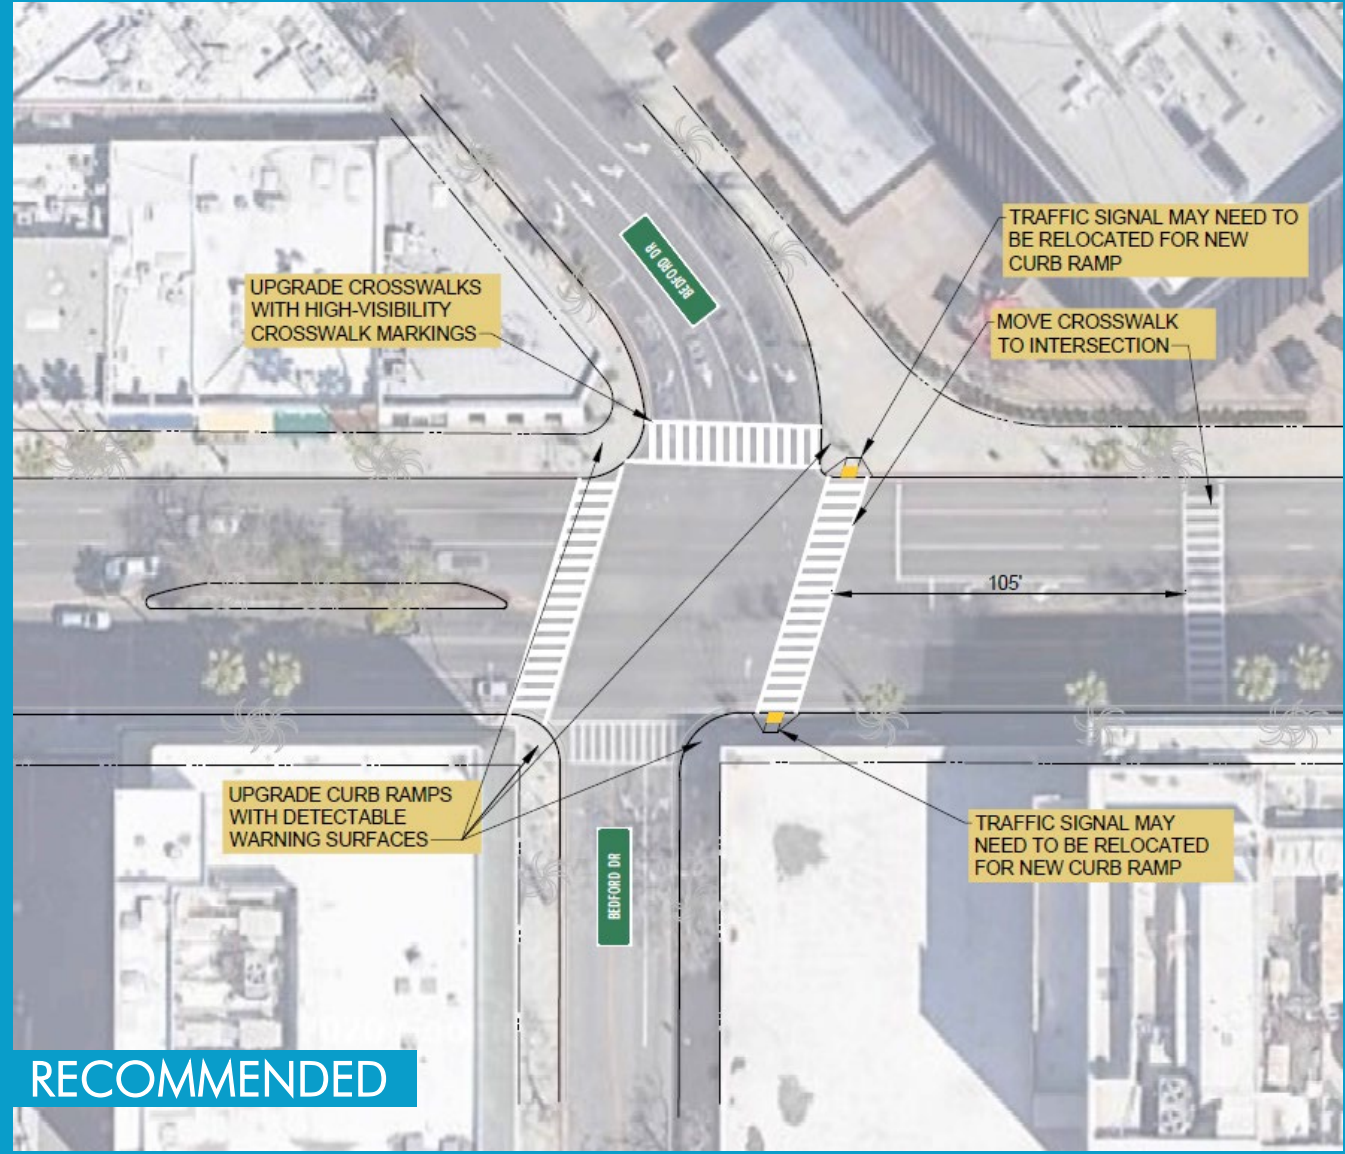 TRAFFIC SIGNAL MAY NEED TO
BE RELOCATED FOR NEW
CURB RAMP
BEDFORD DR
UPGRADE CROSSWALKS
WITH HIGH-VISIBILITY
CROSSWALK MARKINGS
MOVE CROSSWALK
TO INTERSECTION
105'
UPGRADE CURB RAMPS
WITH DETECTABLE
WARNING SURFACES
TRAFFIC SIGNAL MAY
NEED TO BE RELOCATED
FOR NEW CURB RAMP
BEDFORD DR
RECOMMENDED